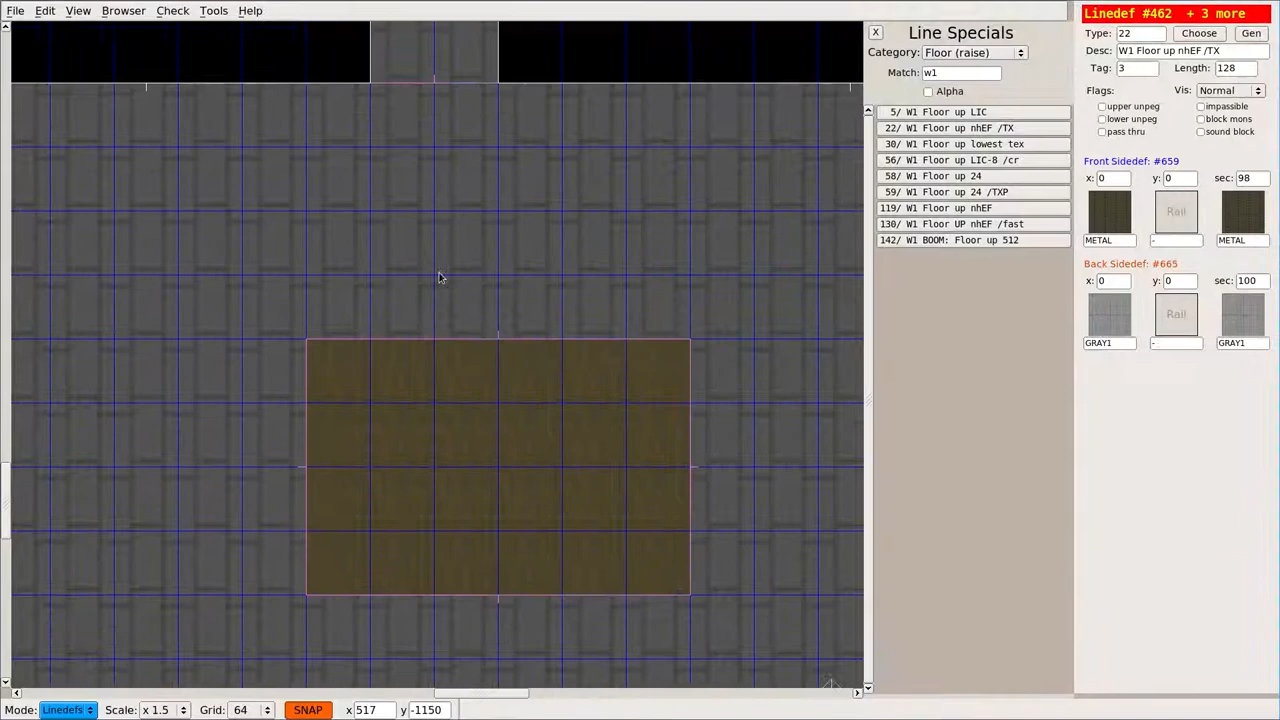 File Edit View Browser Check Tools Help
X Line Specials
Category: Floor (raise)
Match: w1
Alpha
5/ W1 Floor up LIC
22/ W1 Floor up nhEF /TX
30/ W1 Floor up lowest tex
56/ W1 Floor up LIC-8 /cr
58/ W1 Floor up 24
59/ W1 Floor up 24 /TXP
119/ W1 Floor up nhEF
130/ W1 Floor UP nhEF /fast
142/ W1 BOOM: Floor up 512
Linedef #462 + 3 more
Type: 22 Choose Gen
Desc: W1 Floor up nhEF /TX
Tag: 3 Length: 128
Flags: Vis: Normal
upper unpeg impassible
lower unpeg block mons
pass thru sound block
Front Sidedef: #659
x: 0 y: 0 sec: 98
Rail
METAL - METAL
Back Sidedef: #665
x: 0 y: 0 sec: 100
Rail
GRAY1 - GRAY1
Mode: Linedefs Scale: x 1.5 Grid: 64 SNAP x 517 y -1150